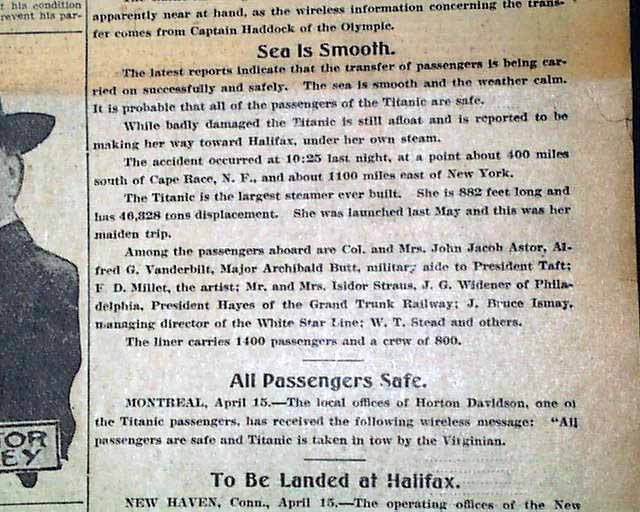 t his condition
revent his par-
apparently near at hand, as the wireless information concerning the trans-
fer comes from Captain Haddock of the Olympic.
Sea Is Smooth.
The latest reports indicate that the transfer of passengers is being car-
ried on successfully and safely. The sea is smooth and the weather calm.
It is probable that all of the passengers of the Titanic are safe.
While badly damaged the Titanic is still afloat and is reported to be
making her way toward Halifax, under her own steam.
The accident occurred at 10:25 last night, at a point about 400 miles
south of Cape Race, N. F., and about 1100 miles east of New York.
The Titanic is the largest steamer ever built. She is 882 feet long and
has 46,328 tons displacement. She was launched last May and this was her
maiden trip.
Among the passengers aboard are Col. and Mrs. John Jacob Astor, Al-
fred G. Vanderbilt, Major Archibald Butt, military aide to President Taft;
F. D. Millet, the artist; Mr. and Mrs. Isidor Straus, J. G. Widener of Phila-
delphia, President Hayes of the Grand Trunk Railway; J. Bruce Ismay,
managing director of the White Star Line; W. T. Stead and others.
The liner carries 1400 passengers and a crew of 800.
All Passengers Safe.
MONTREAL, April 15.—The local offices of Horton Davidson, one of
the Titanic passengers, has received the following wireless message: "All
passengers are safe and Titanic is taken in tow by the Virginian.
OR
EY
To Be Landed at Halifax.
NEW HAVEN, Conn., April 15.—The operating offices of the New